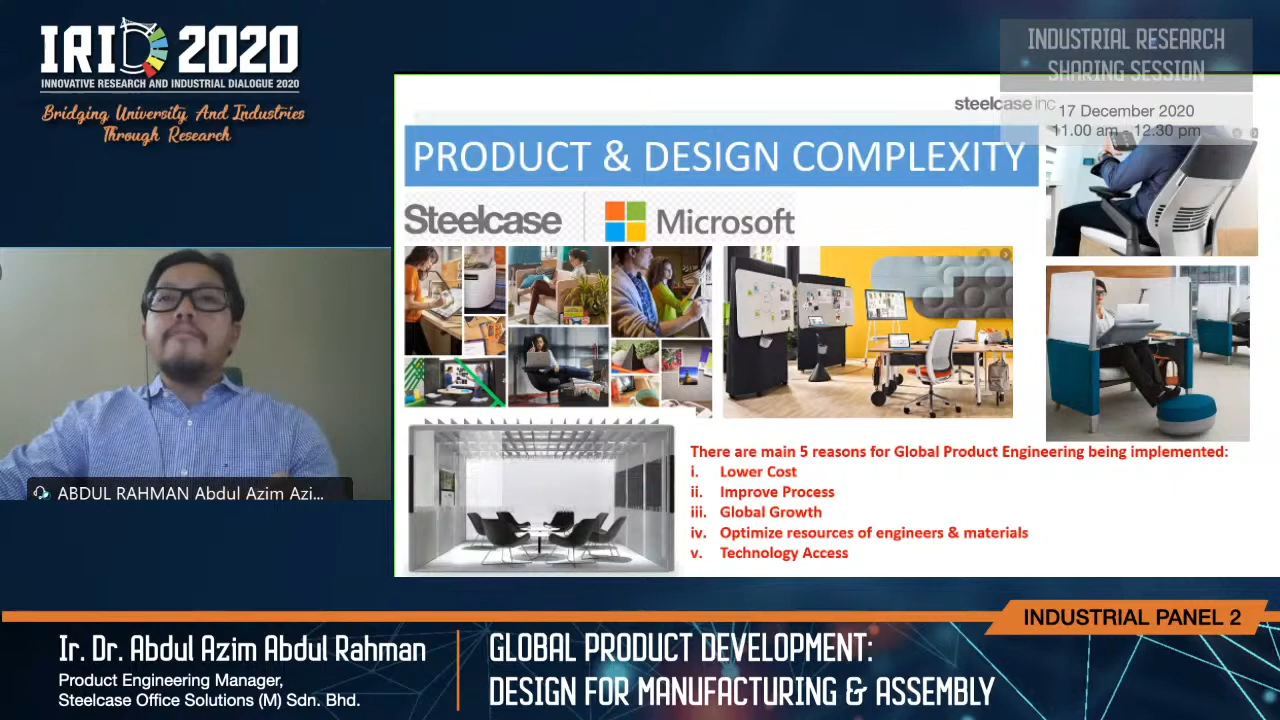 IRID 2020
INNOVATIVE RESEARCH AND INDUSTRIAL DIALOGUE 2020
Bridging University And Industries
Through Research
INDUSTRIAL RESEARCH
SHARING SESSION
17 December 2020
11.00 am - 12.30 pm
steelcase inc
PRODUCT & DESIGN COMPLEXITY
Steelcase
Microsoft
There are main 5 reasons for Global Product Engineering being implemented:
i. Lower Cost
ii. Improve Process
iii. Global Growth
iv. Optimize resources of engineers & materials
v. Technology Access
ABDUL RAHMAN Abdul Azim Azi...
INDUSTRIAL PANEL 2
Ir. Dr. Abdul Azim Abdul Rahman
Product Engineering Manager,
Steelcase Office Solutions (M) Sdn. Bhd.
GLOBAL PRODUCT DEVELOPMENT:
DESIGN FOR MANUFACTURING & ASSEMBLY